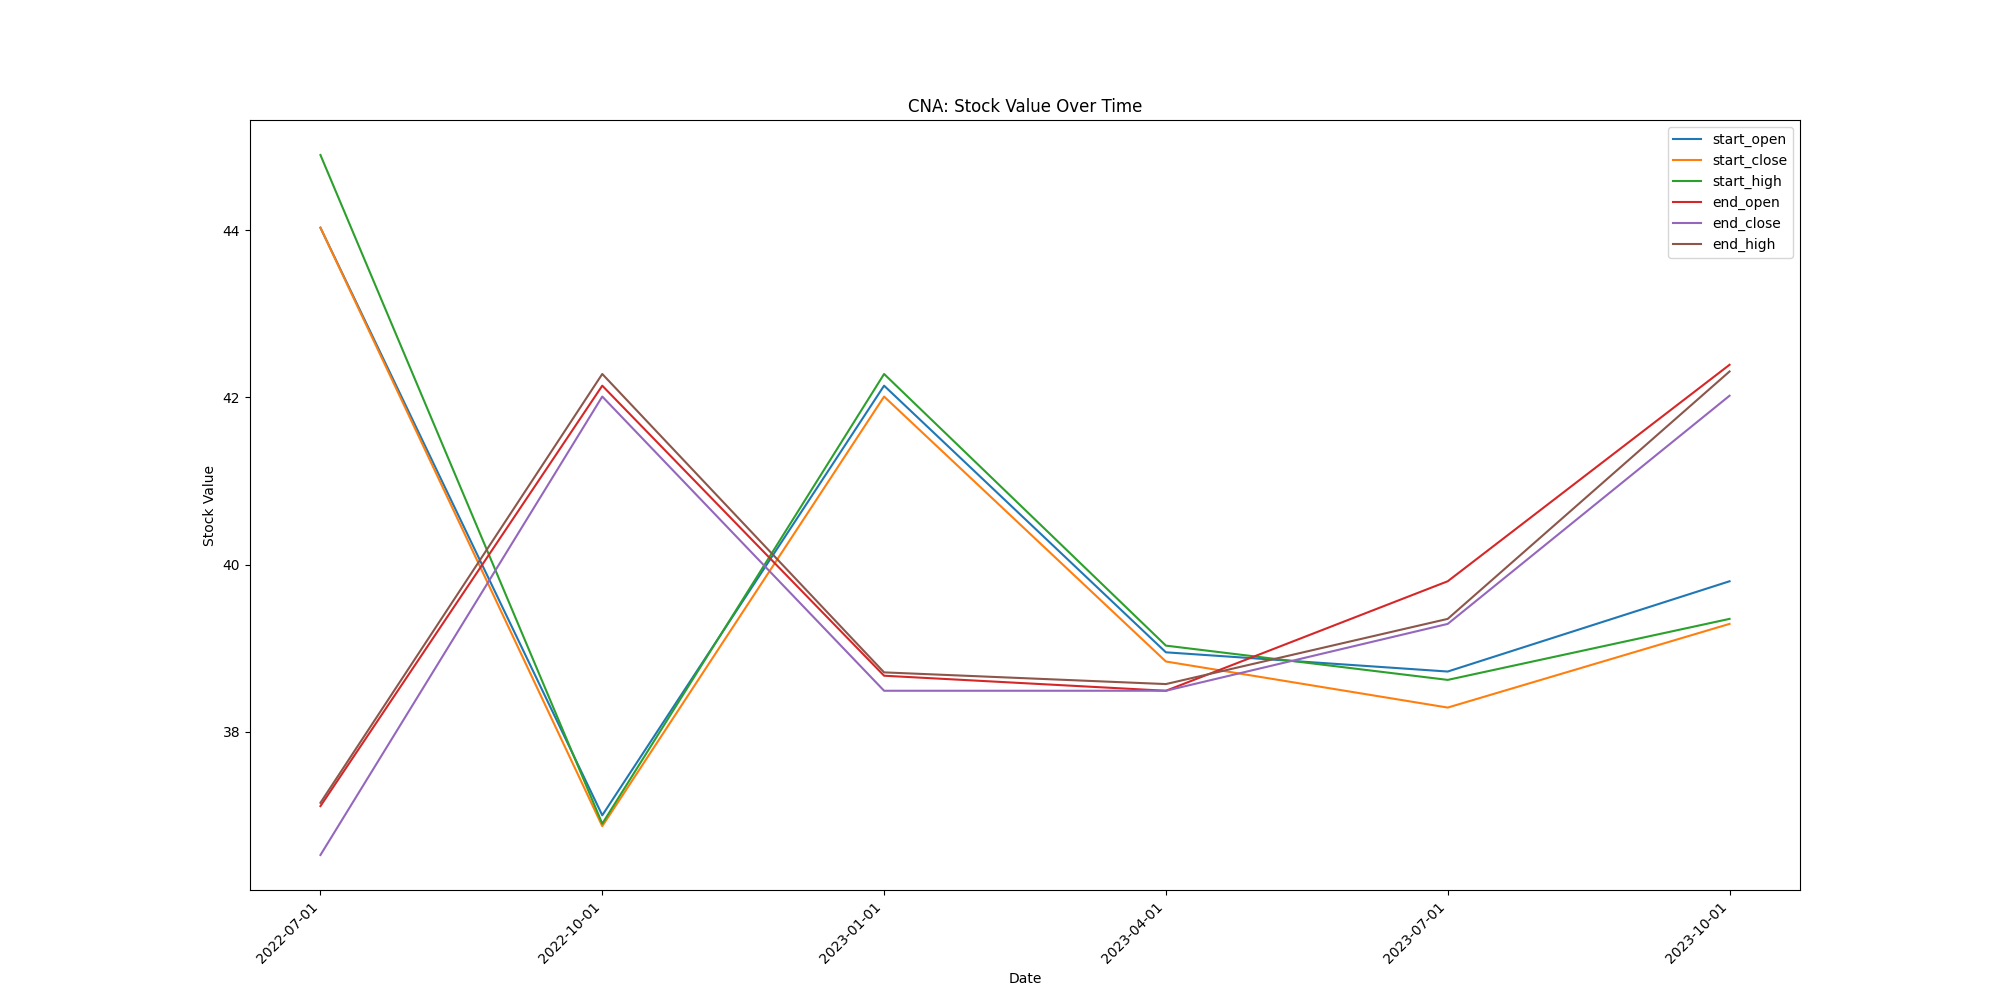 CNA: Stock Value Over Time
start_open
start_close
start_high
end_open
end_close
end_high
Stock Value
44
42
40
38
2022-07-01
2022-10-01
2023-01-01
2023-04-01
2023-07-01
2023-10-01
Date